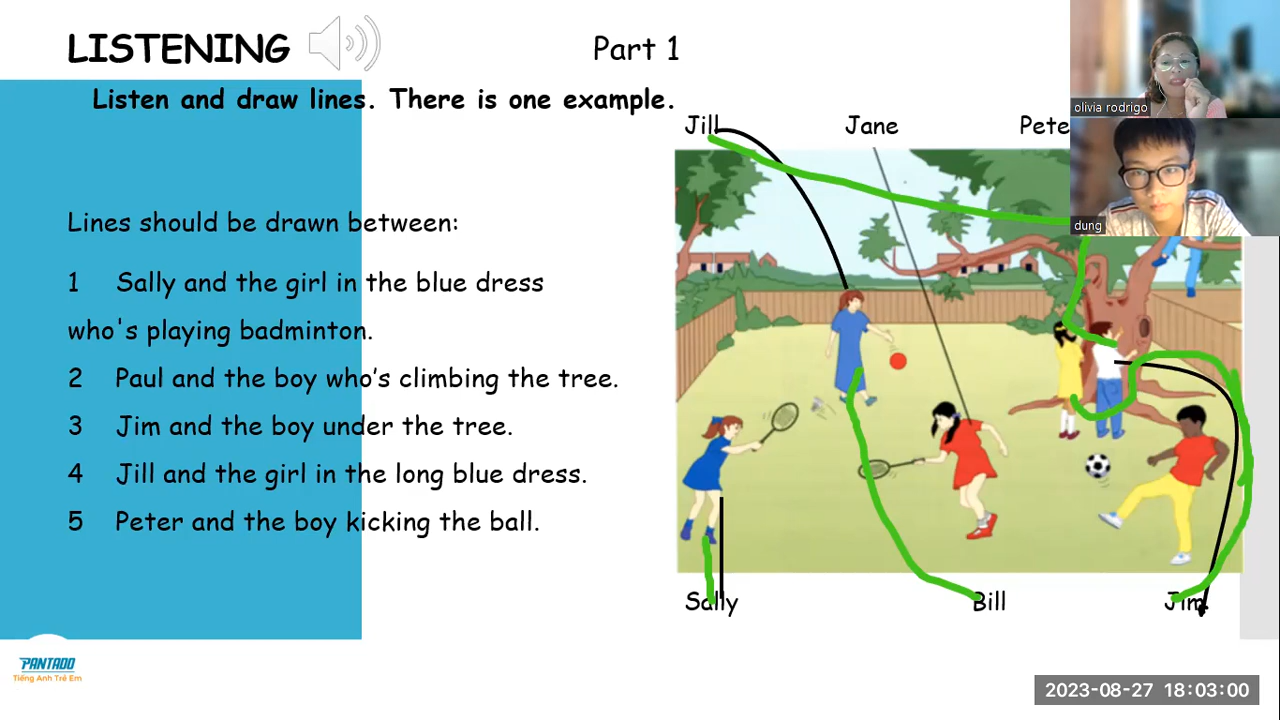 LISTENING
Part 1
Listen and draw lines. There is one example.
olivia rodrigo
Jill
Jane
Pete
dung
Lines should be drawn between:
1 Sally and the girl in the blue dress
who's playing badminton.
2 Paul and the boy who's climbing the tree.
3 Jim and the boy under the tree.
4 Jill and the girl in the long blue dress.
5 Peter and the boy kicking the ball.
Sally
Bill
Jim
PANTADO
Tiếng Anh Trẻ Em
2023-08-27 18:03:00